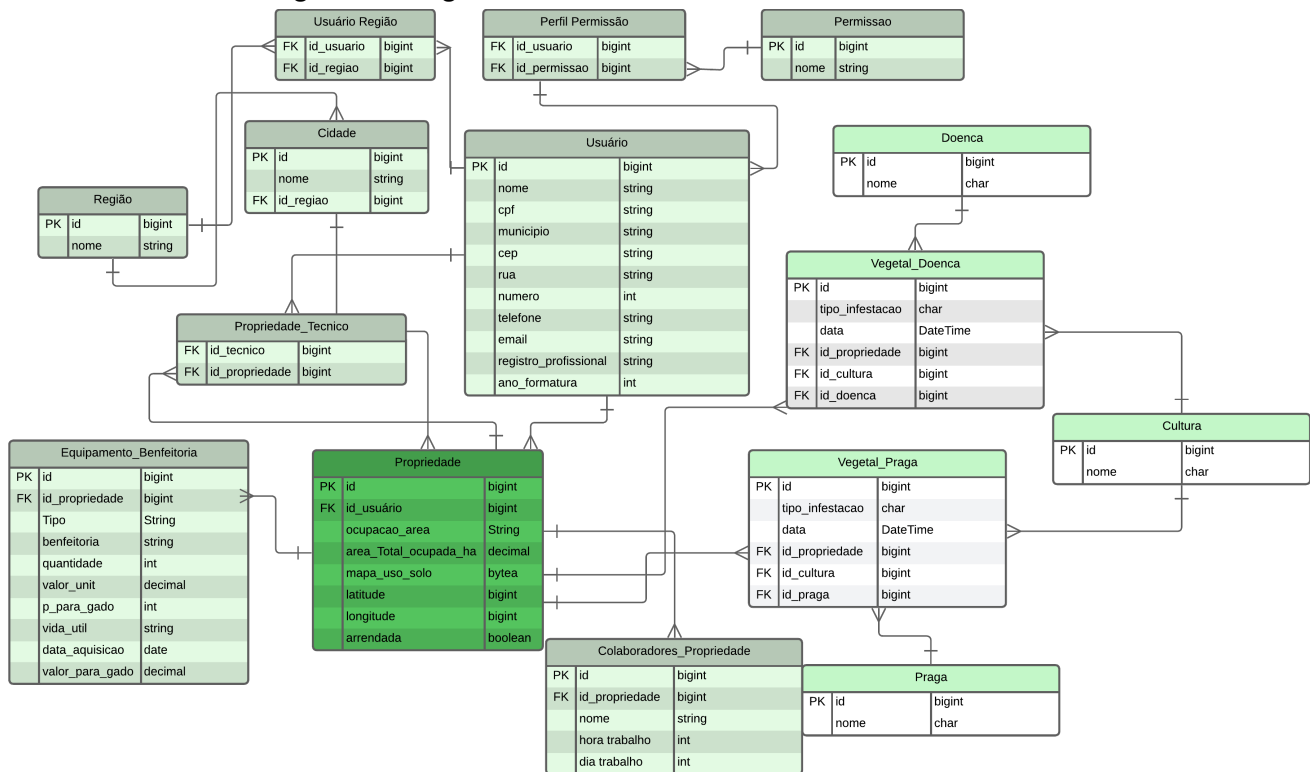 Usuário Região
FK id_usuario bigint
FK id_regiao bigint
Perfil Permissão
FK id_usuario bigint
FK id_permissao bigint
Permissao
PK id bigint
nome string
Cidade
PK id bigint
nome string
FK id_regiao bigint
Usuário
PK id bigint
nome string
cpf string
municipio string
cep string
rua string
numero int
telefone string
email string
registro_profissional string
ano_formatura int
Doenca
PK id bigint
nome char
Região
PK id bigint
nome string
Vegetal_Doenca
PK id bigint
tipo_infestacao char
data DateTime
FK id_propriedade bigint
FK id_cultura bigint
FK id_doenca bigint
Propriedade_Tecnico
FK id_tecnico bigint
FK id_propriedade bigint
Cultura
PK id bigint
nome char
Equipamento_Benfeitoria
PK id bigint
FK id_propriedade bigint
Tipo String
benfeitoria string
quantidade int
valor_unit decimal
p_para_gado int
vida_util string
data_aquisicao date
valor_para_gado decimal
Propriedade
PK id bigint
FK id_usuário bigint
ocupacao_area String
area_Total_ocupada_ha decimal
mapa_uso_solo bytea
latitude bigint
longitude bigint
arrendada boolean
Vegetal_Praga
PK id bigint
tipo_infestacao char
data DateTime
FK id_propriedade bigint
FK id_cultura bigint
FK id_praga bigint
Colaboradores_Propriedade
PK id bigint
FK id_propriedade bigint
nome string
hora trabalho int
dia trabalho int
Praga
PK id bigint
nome char